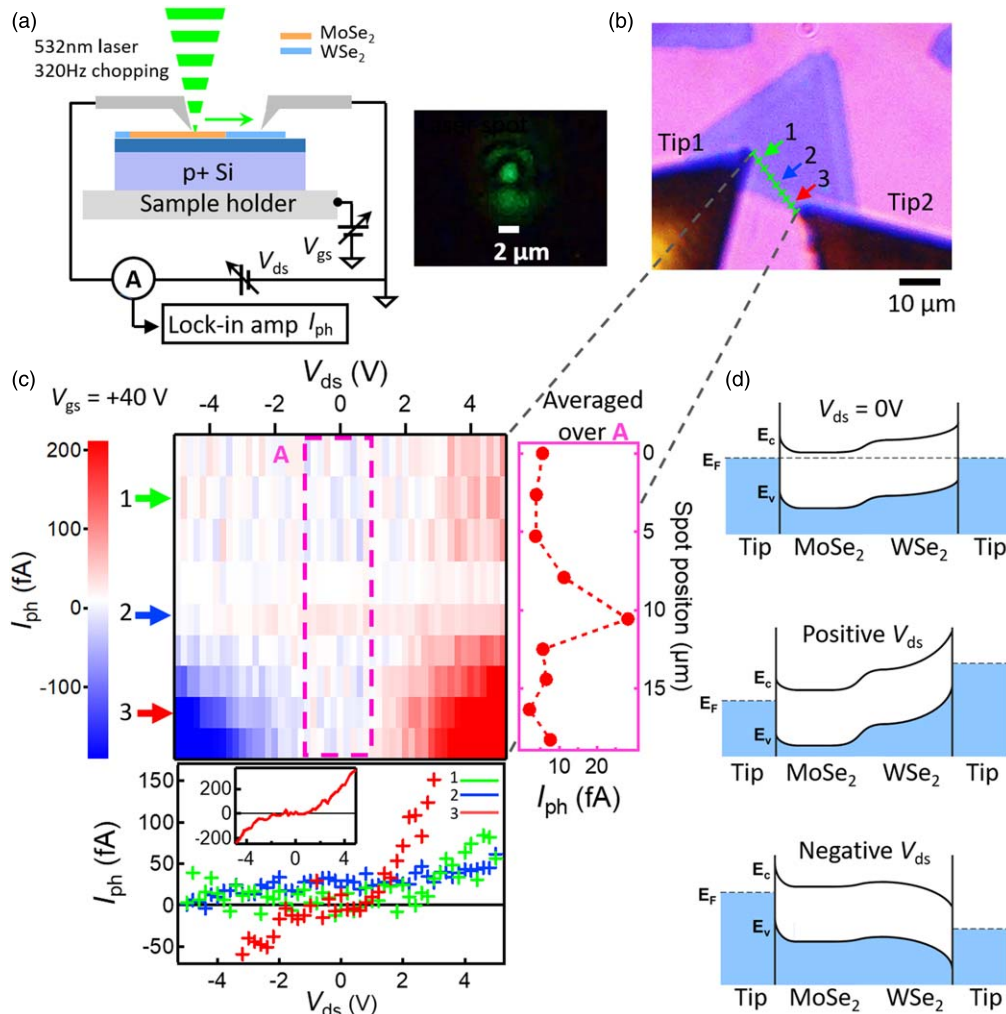 (a)
532nm laser
320Hz chopping
MoSe2
WSe2
p+ Si
Sample holder
Vgs
A
Vds
Lock-in amp Iph
2 μm
(b)
Tip1
1
2
3
Tip2
10 μm
(c)
Vgs = +40 V
Vds (V)
-4 -2 0 2 4
Averaged
over A
200
100
0
-100
Iph (fA)
1
2
3
A
0
5
10
15
Spot positon (μm)
10 20
Iph (fA)
150
100
50
0
-50
Iph (fA)
200
0
-200
-4 0 4
1
2
3
-4 -2 0 2 4
Vds (V)
(d)
Vds = 0V
Ec
EF
Ev
Tip MoSe2 WSe2 Tip
Positive Vds
Ec
EF
Ev
Tip MoSe2 WSe2 Tip
Negative Vds
Ec
EF
Ev
Tip MoSe2 WSe2 Tip